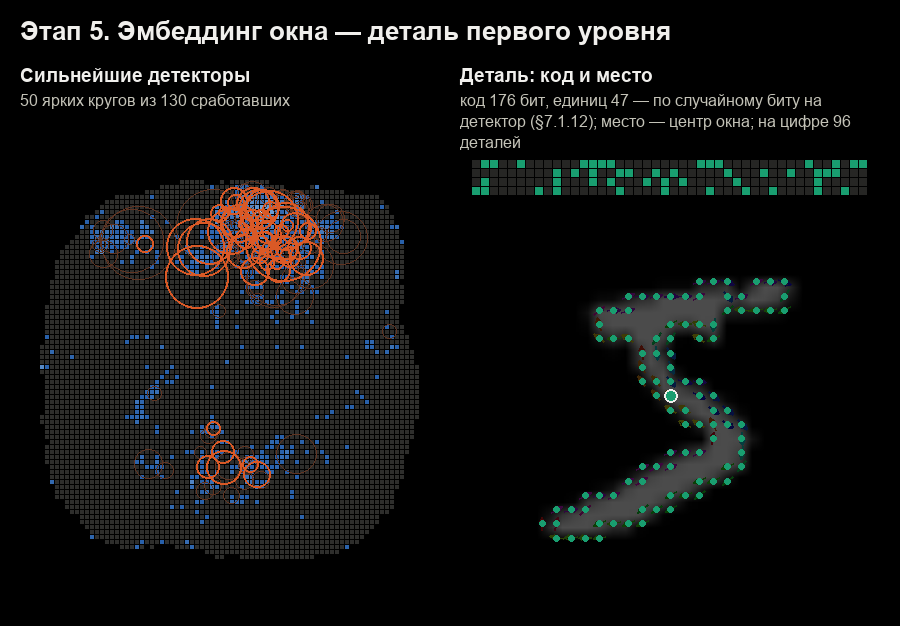 Этап 5. Эмбеддинг окна — деталь первого уровня
Сильнейшие детекторы
50 ярких кругов из 130 сработавших
Деталь: код и место
код 176 бит, единиц 47 — по случайному биту на
детектор (§7.1.12); место — центр окна; на цифре 96
деталей